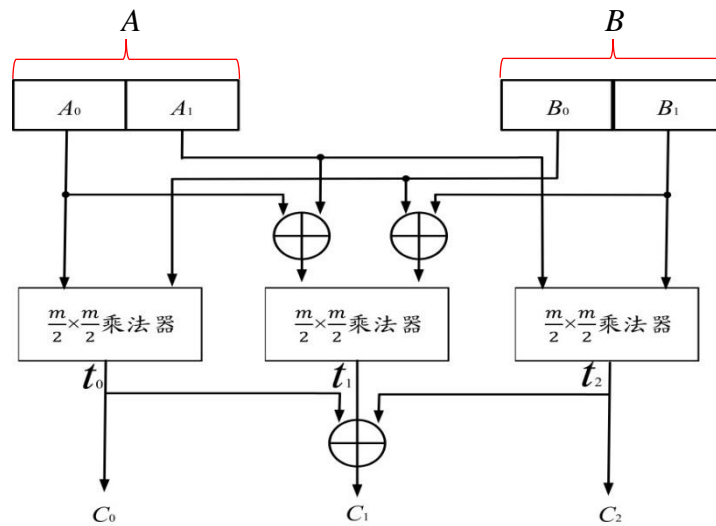 A B
A₀ A₁ B₀ B₁
m/2×m/2乘法器 m/2×m/2乘法器 m/2×m/2乘法器
t₀ t₁ t₂
C₀ C₁ C₂